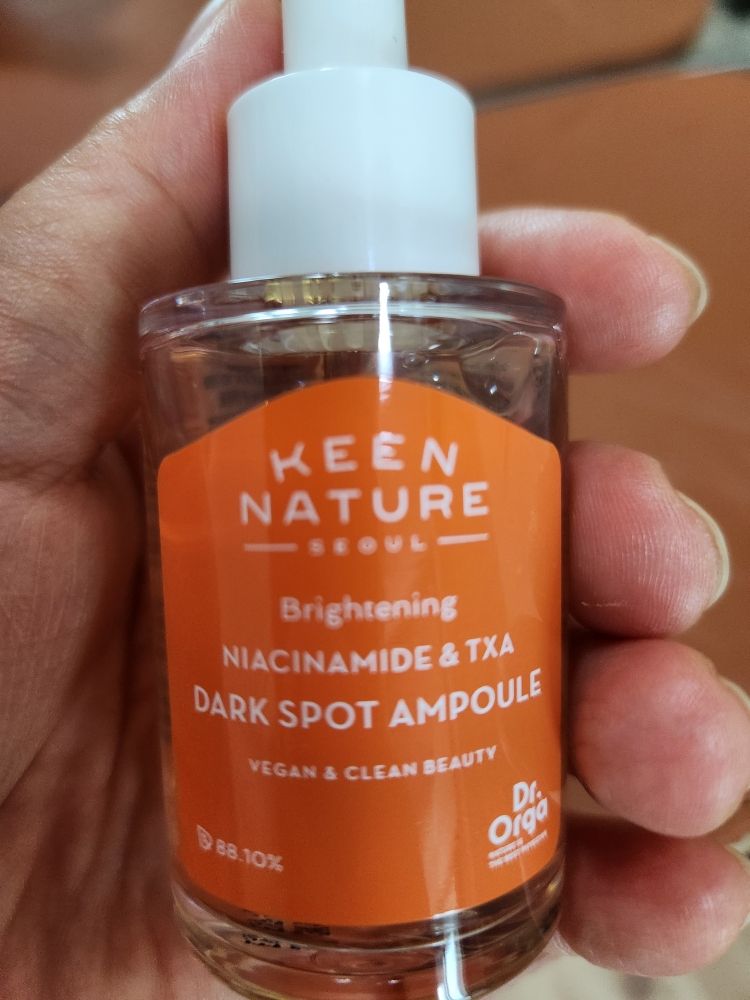 KEEN
NATURE
SEOUL
Brightening
NIACINAMIDE & TXA
DARK SPOT AMPOULE
VEGAN & CLEAN BEAUTY
Dr.
Orga
88.10%